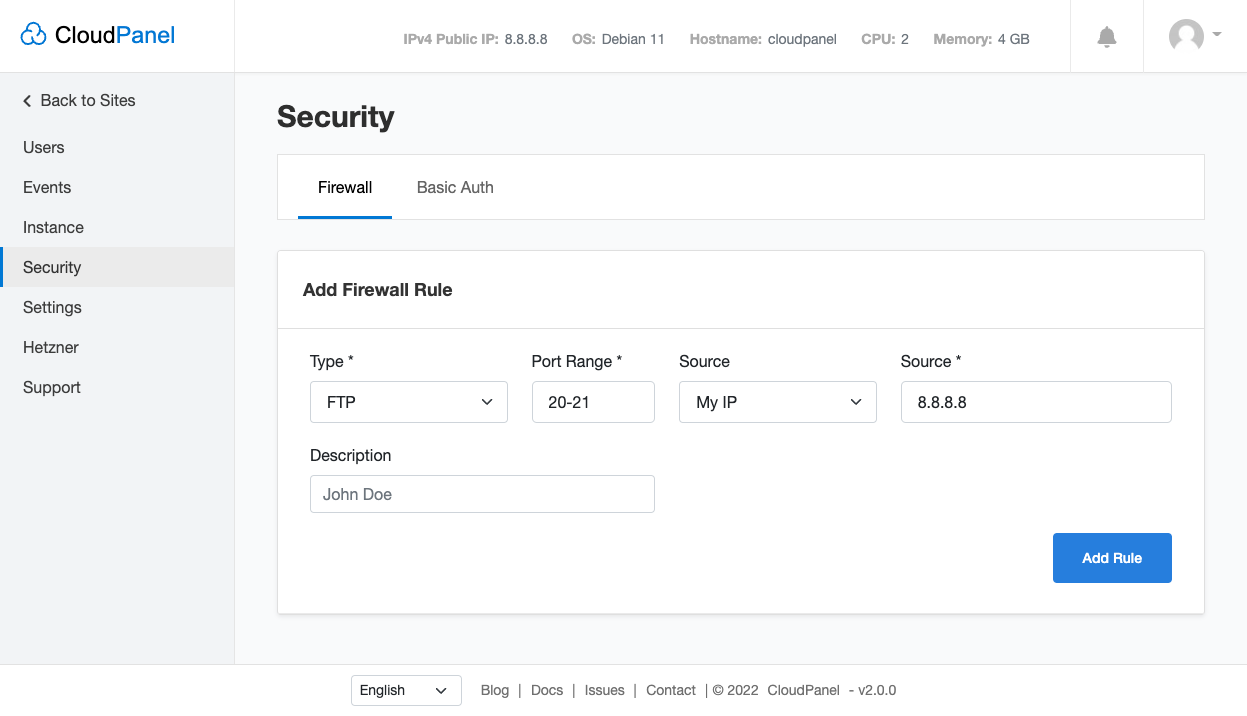 CloudPanel
IPv4 Public IP: 8.8.8.8 OS: Debian 11 Hostname: cloudpanel CPU: 2 Memory: 4 GB
Back to Sites
Users
Events
Instance
Security
Settings
Hetzner
Support
Security
Firewall Basic Auth
Add Firewall Rule
Type * Port Range * Source Source *
FTP 20-21 My IP 8.8.8.8
Description
John Doe
Add Rule
English Blog | Docs | Issues | Contact | © 2022 CloudPanel - v2.0.0